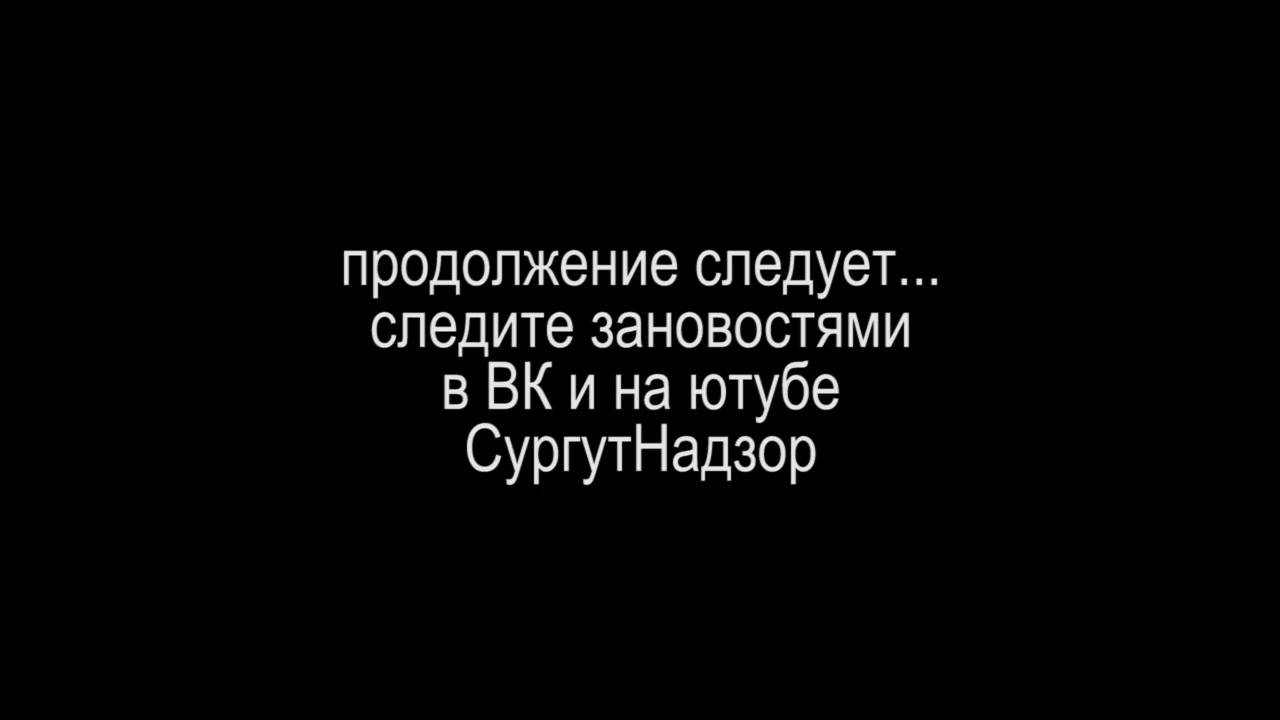 продолжение следует...
следите зановостями
в ВК и на ютубе
СургутНадзор